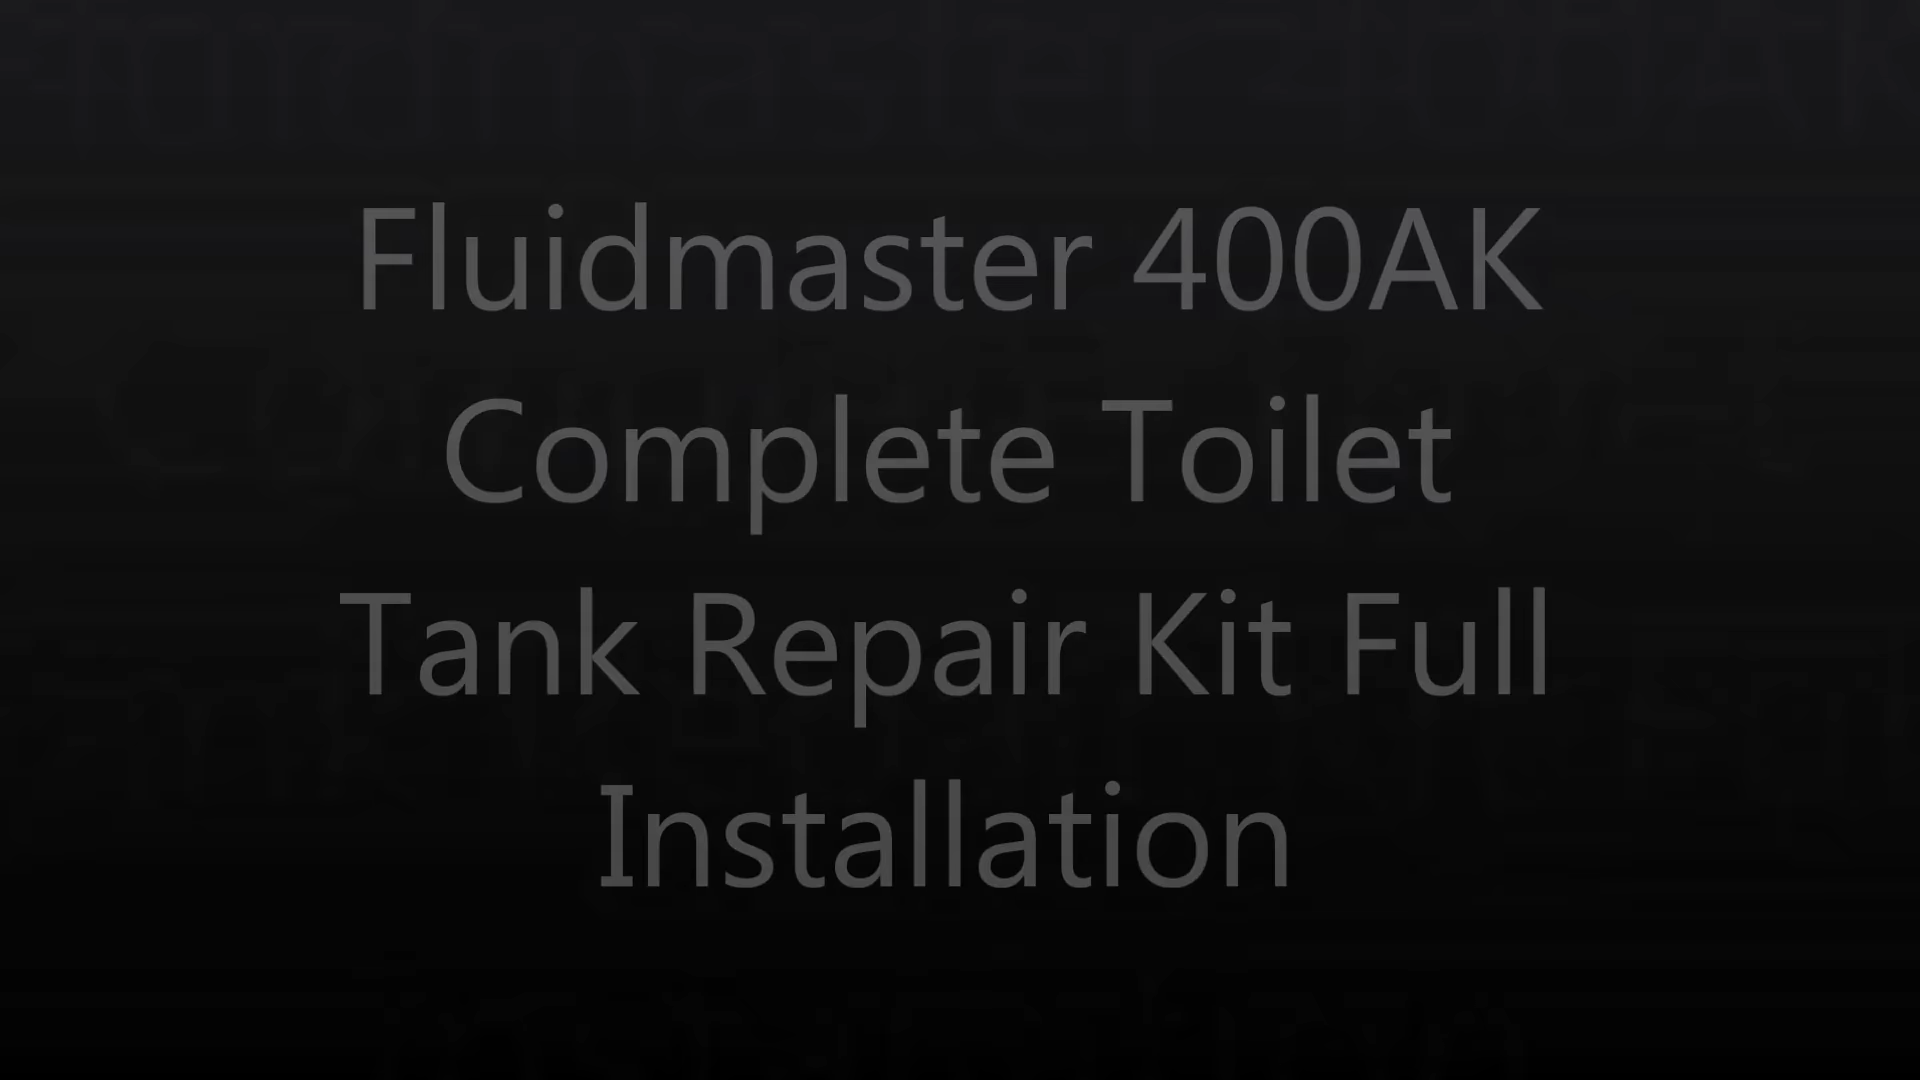 Fluidmaster 400AK
Complete Toilet
Tank Repair Kit Full
Installation